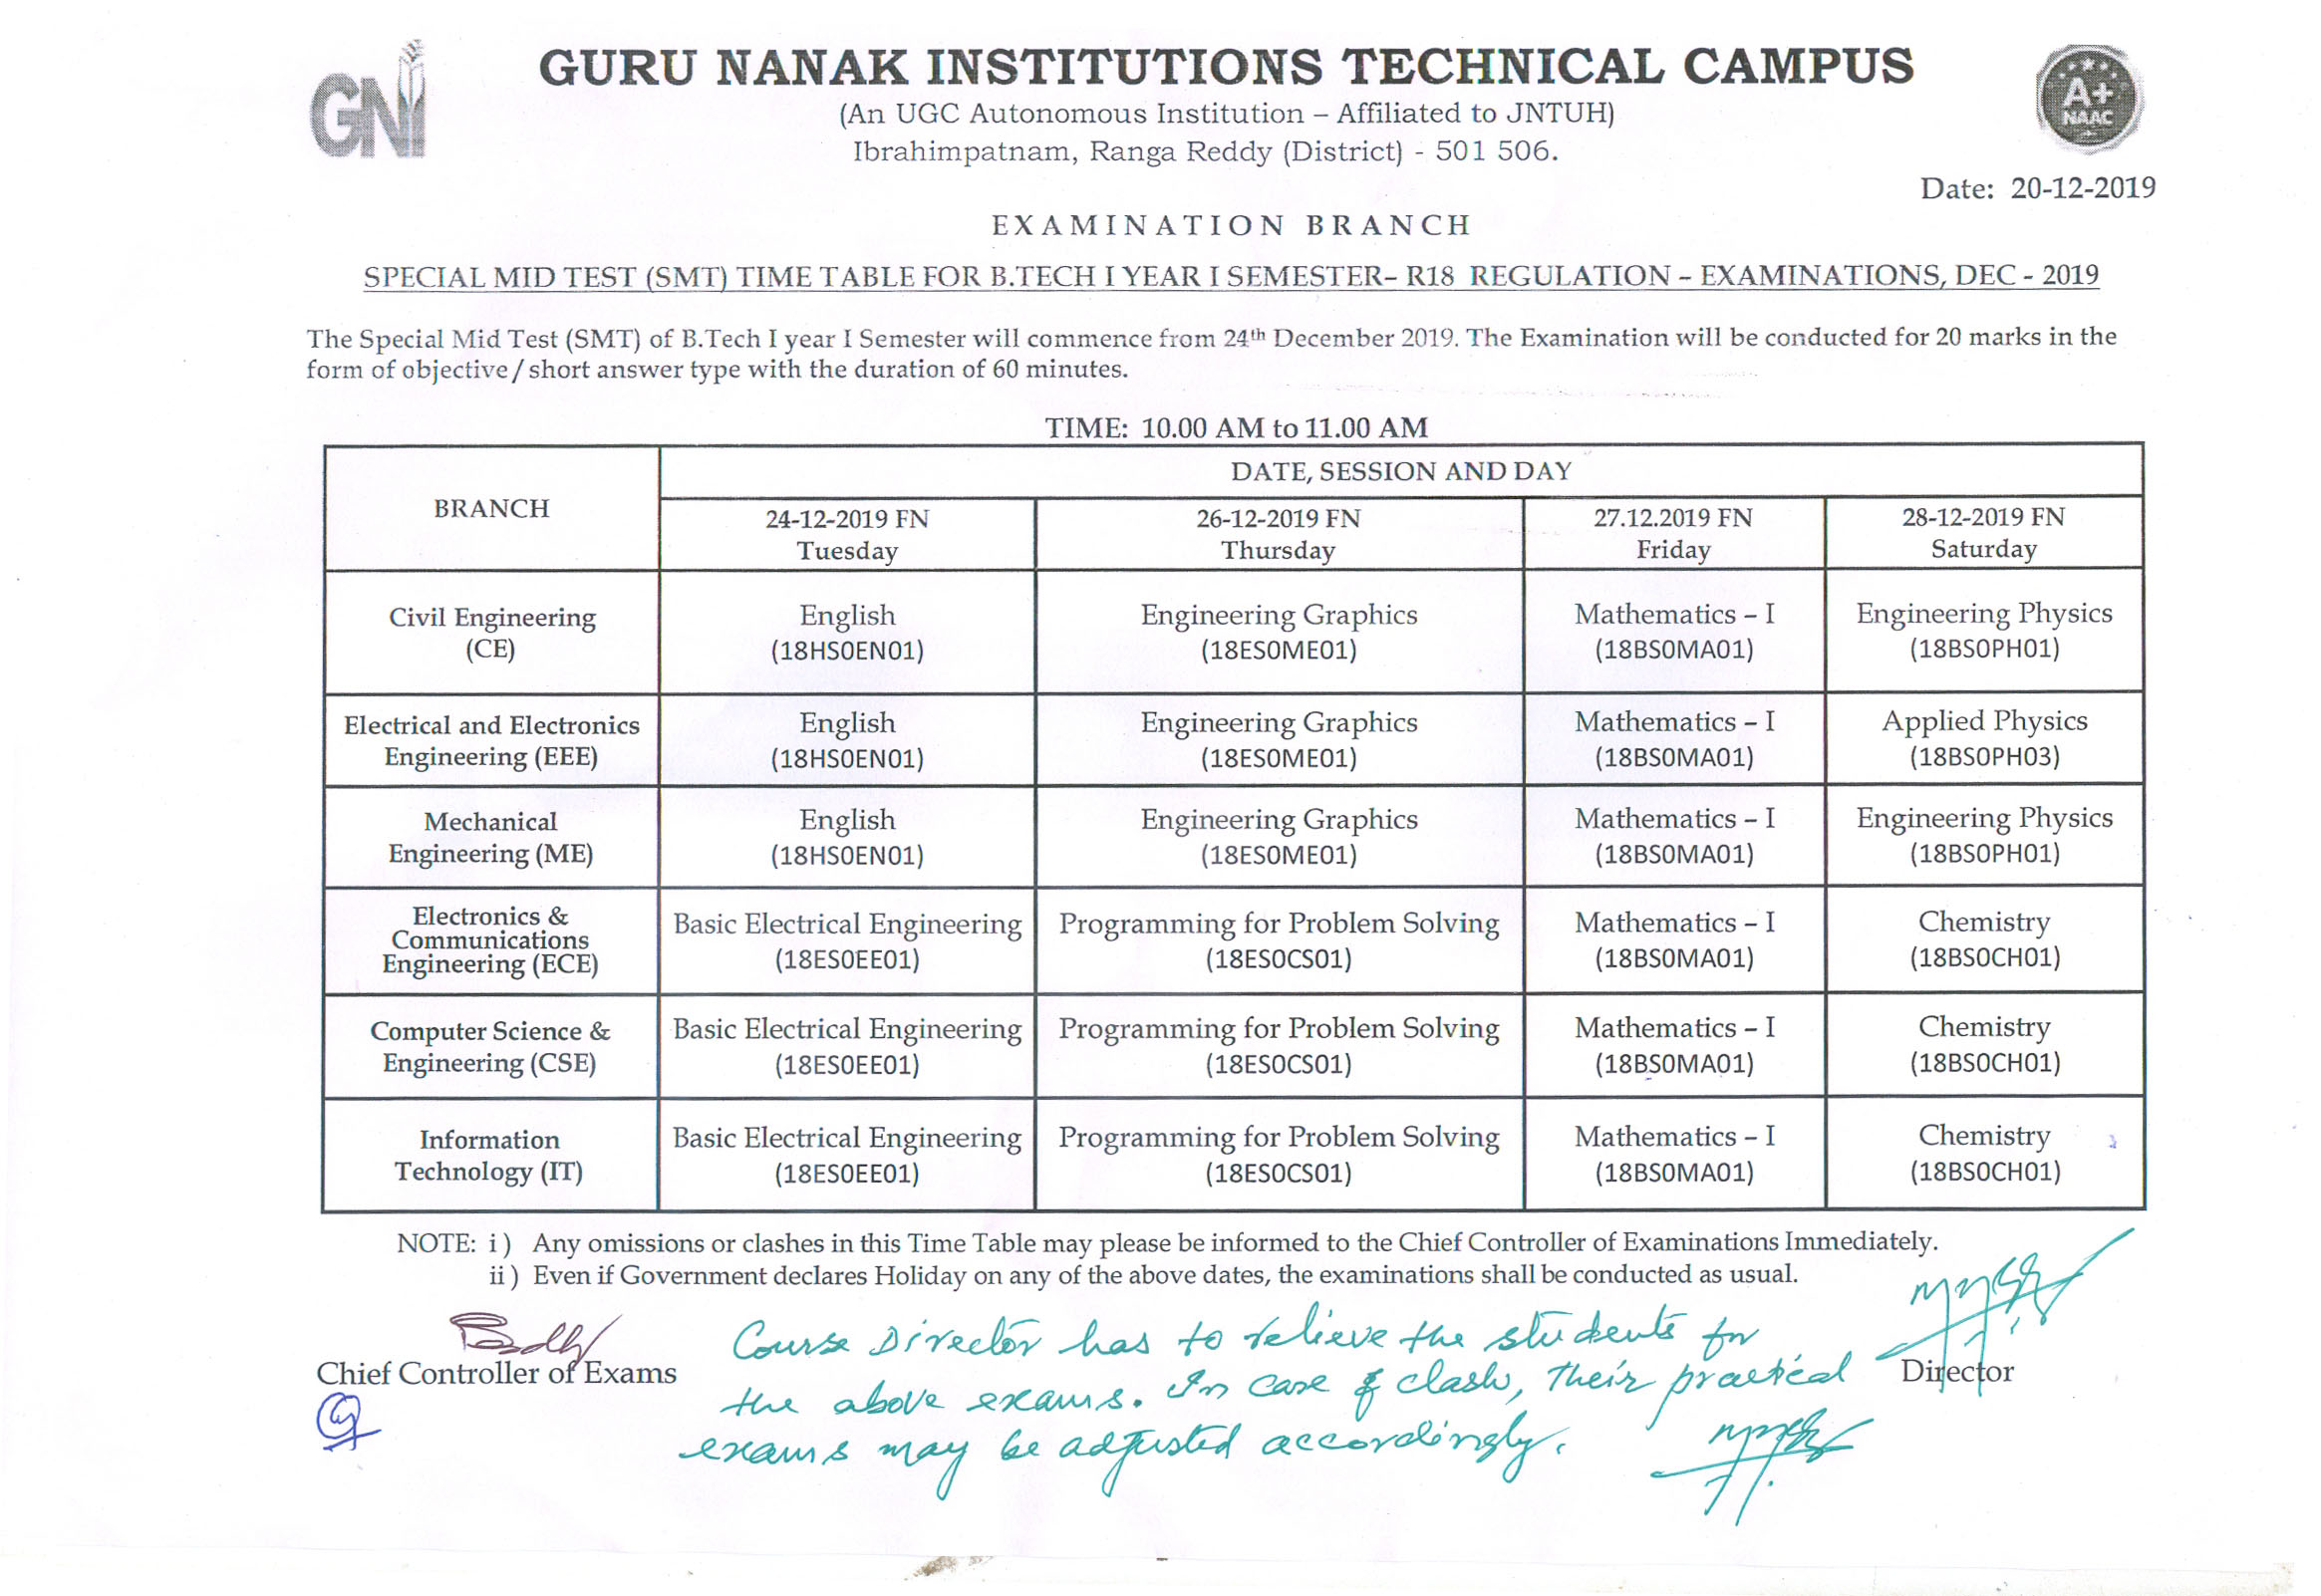 GNI
GURU NANAK INSTITUTIONS TECHNICAL CAMPUS
A+
NAAC
(An UGC Autonomous Institution – Affiliated to JNTUH)
Ibrahimpatnam, Ranga Reddy (District) - 501 506.
Date: 20-12-2019
EXAMINATION BRANCH
SPECIAL MID TEST (SMT) TIME TABLE FOR B.TECH I YEAR I SEMESTER– R18 REGULATION – EXAMINATIONS, DEC - 2019
The Special Mid Test (SMT) of B.Tech I year I Semester will commence from 24th December 2019. The Examination will be conducted for 20 marks in the
form of objective/short answer type with the duration of 60 minutes.
TIME: 10.00 AM to 11.00 AM
BRANCH
DATE, SESSION AND DAY
24-12-2019 FN
Tuesday
26-12-2019 FN
Thursday
27.12.2019 FN
Friday
28-12-2019 FN
Saturday
Civil Engineering
(CE)
English
(18HS0EN01)
Engineering Graphics
(18ES0ME01)
Mathematics – I
(18BS0MA01)
Engineering Physics
(18BS0PH01)
Electrical and Electronics
Engineering (EEE)
English
(18HS0EN01)
Engineering Graphics
(18ES0ME01)
Mathematics – I
(18BS0MA01)
Applied Physics
(18BS0PH03)
Mechanical
Engineering (ME)
English
(18HS0EN01)
Engineering Graphics
(18ES0ME01)
Mathematics – I
(18BS0MA01)
Engineering Physics
(18BS0PH01)
Electronics &
Communications
Engineering (ECE)
Basic Electrical Engineering
(18ES0EE01)
Programming for Problem Solving
(18ES0CS01)
Mathematics – I
(18BS0MA01)
Chemistry
(18BS0CH01)
Computer Science &
Engineering (CSE)
Basic Electrical Engineering
(18ES0EE01)
Programming for Problem Solving
(18ES0CS01)
Mathematics – I
(18BS0MA01)
Chemistry
(18BS0CH01)
Information
Technology (IT)
Basic Electrical Engineering
(18ES0EE01)
Programming for Problem Solving
(18ES0CS01)
Mathematics – I
(18BS0MA01)
Chemistry
(18BS0CH01)
NOTE: i) Any omissions or clashes in this Time Table may please be informed to the Chief Controller of Examinations Immediately.
ii) Even if Government declares Holiday on any of the above dates, the examinations shall be conducted as usual.
Chief Controller of Exams
Director
Course Director has to relieve the students for
the above exams. In case of clash, their practical
exams may be adjusted accordingly.